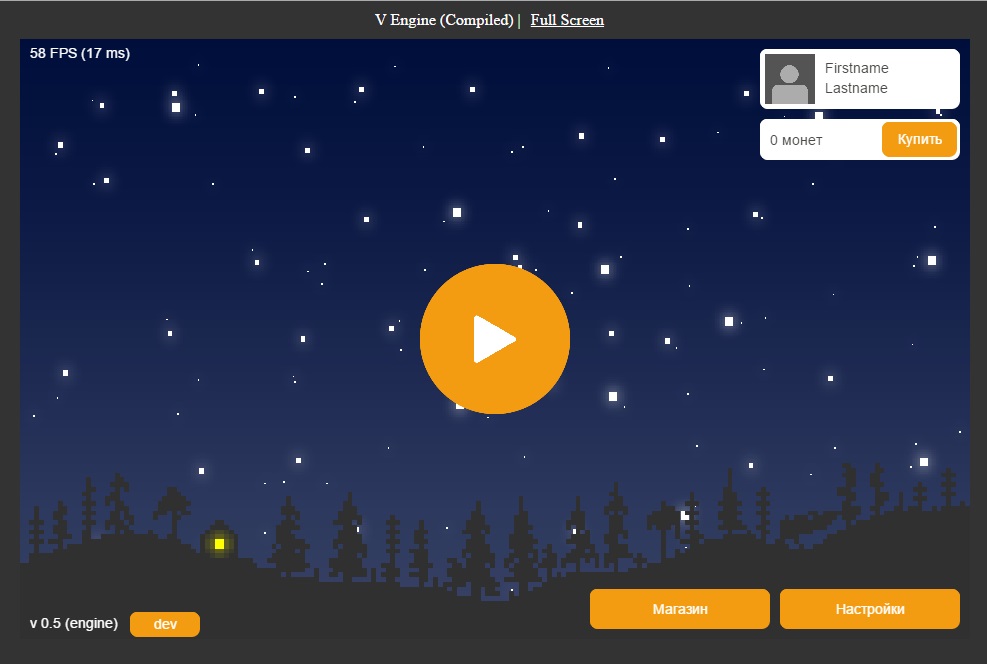 V Engine (Compiled) | Full Screen
58 FPS (17 ms)
Firstname
Lastname
0 монет
Купить
Магазин
Настройки
v 0.5 (engine)
dev